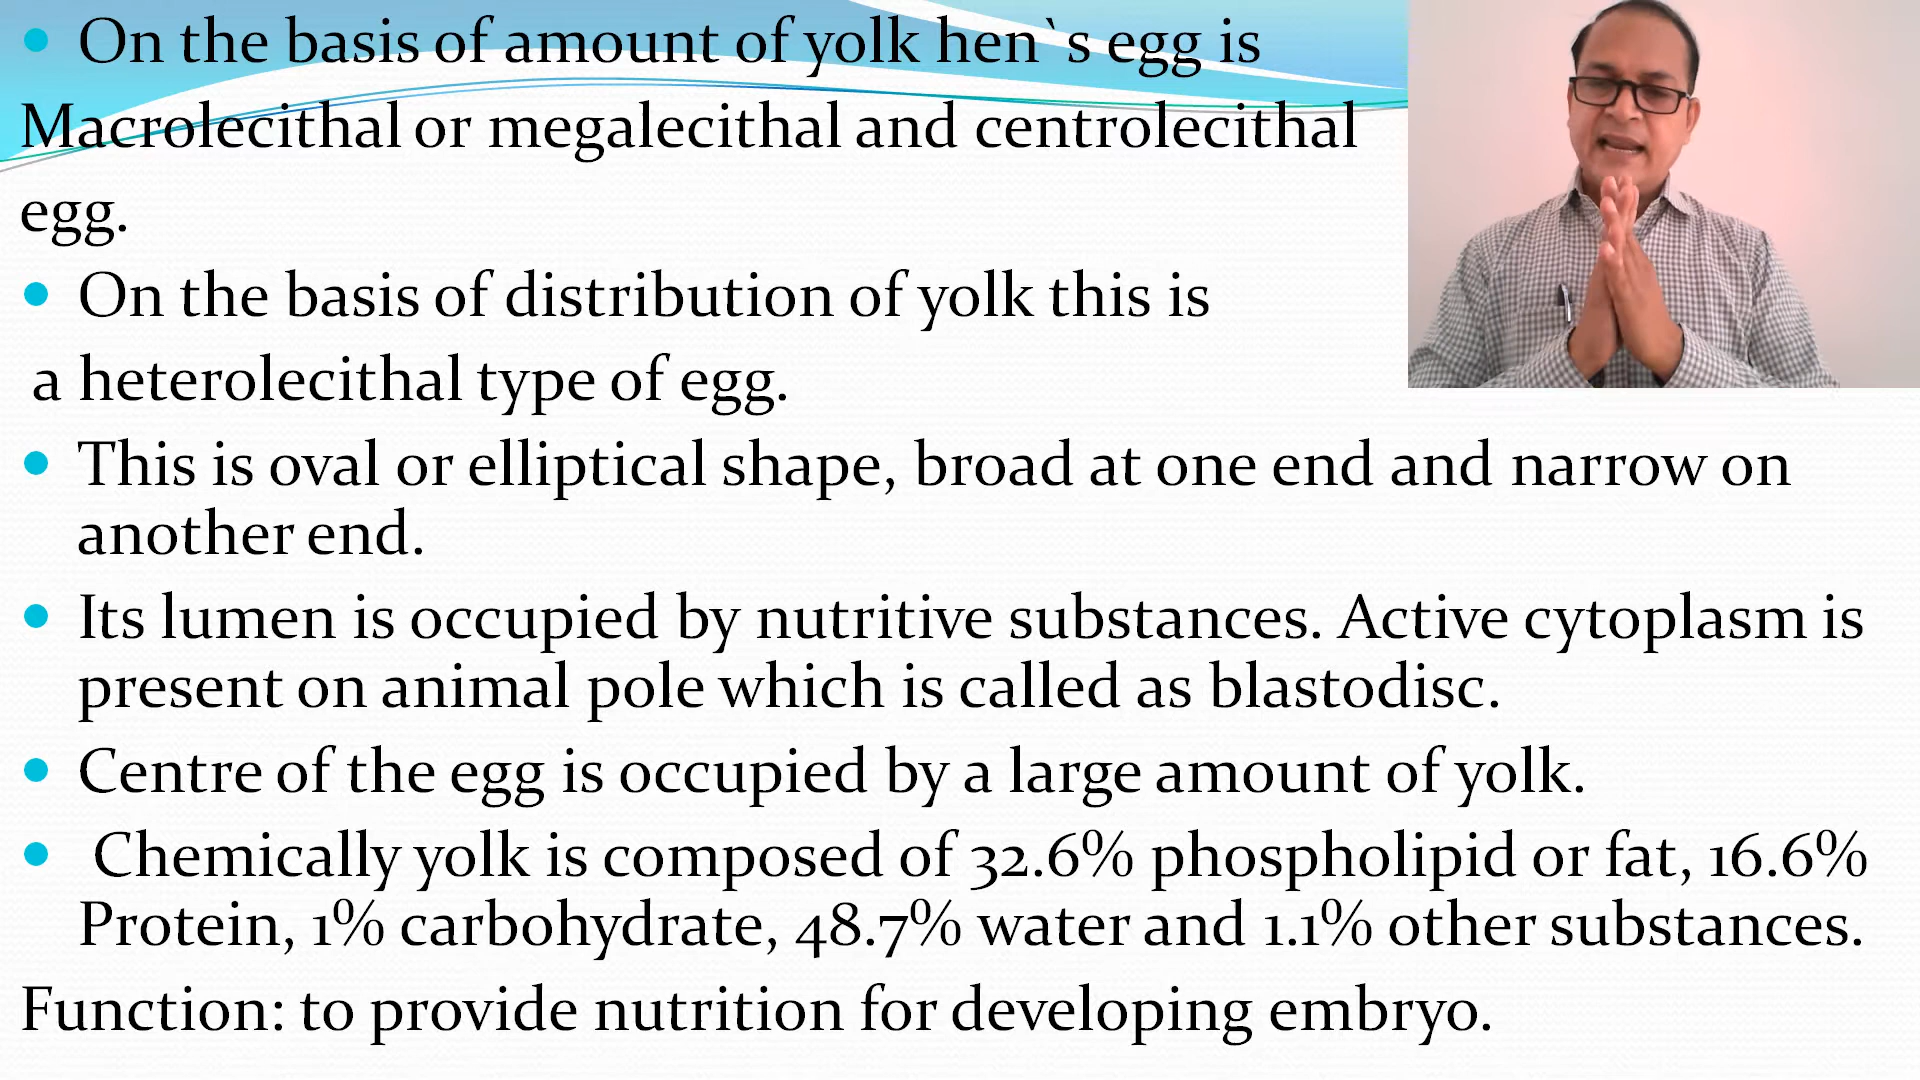 On the basis of amount of yolk hen`s egg is
Macrolecithal or megalecithal and centrolecithal
egg.
On the basis of distribution of yolk this is
a heterolecithal type of egg.
This is oval or elliptical shape, broad at one end and narrow on
another end.
Its lumen is occupied by nutritive substances. Active cytoplasm is
present on animal pole which is called as blastodisc.
Centre of the egg is occupied by a large amount of yolk.
Chemically yolk is composed of 32.6% phospholipid or fat, 16.6%
Protein, 1% carbohydrate, 48.7% water and 1.1% other substances.
Function: to provide nutrition for developing embryo.